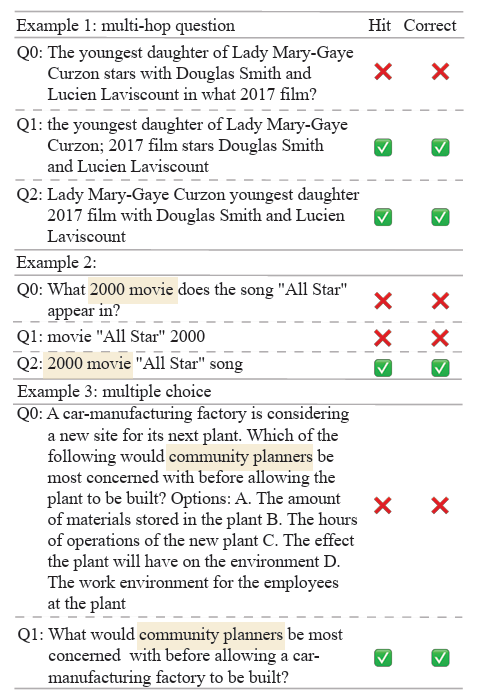 Example 1: multi-hop question Hit Correct
Q0: The youngest daughter of Lady Mary-Gaye
Curzon stars with Douglas Smith and
Lucien Laviscount in what 2017 film?
Q1: the youngest daughter of Lady Mary-Gaye
Curzon; 2017 film stars Douglas Smith
and Lucien Laviscount
Q2: Lady Mary-Gaye Curzon youngest daughter
2017 film with Douglas Smith and Lucien
Laviscount
Example 2:
Q0: What 2000 movie does the song "All Star"
appear in?
Q1: movie "All Star" 2000
Q2: 2000 movie "All Star" song
Example 3: multiple choice
Q0: A car-manufacturing factory is considering
a new site for its next plant. Which of the
following would community planners be
most concerned with before allowing the
plant to be built? Options: A. The amount
of materials stored in the plant B. The hours
of operations of the new plant C. The effect
the plant will have on the environment D.
The work environment for the employees
at the plant
Q1: What would community planners be most
concerned with before allowing a car-
manufacturing factory to be built?